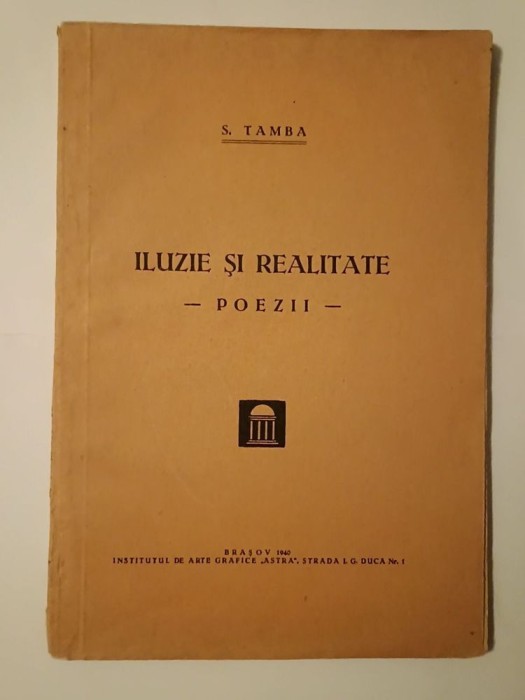 S. TAMBA
ILUZIE ŞI REALITATE
— POEZII —
BRAŞOV 1940
INSTITUTUL DE ARTE GRAFICE „ASTRA", STRADA I. G. DUCA Nr. 1